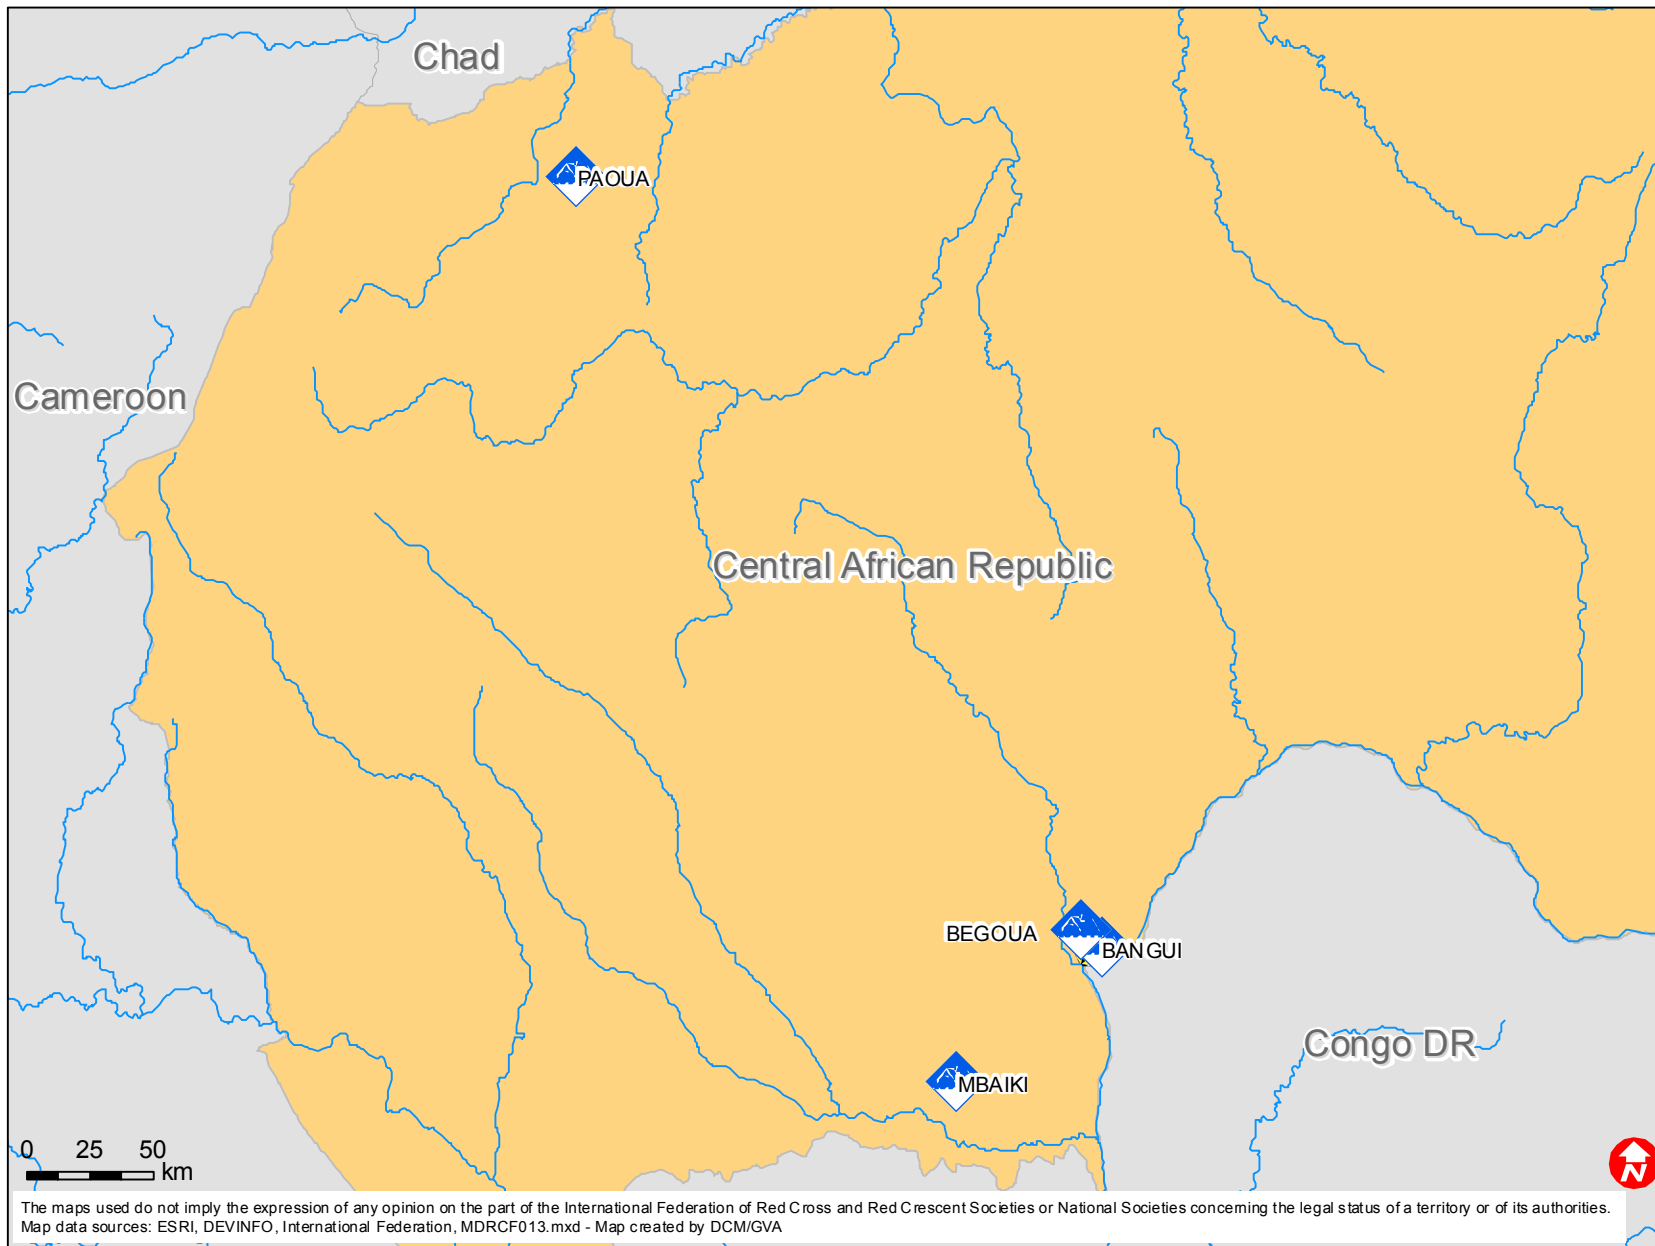 Chad
PAOUA
Cameroon
Central African Republic
BEGOUA
BANGUI
Congo DR
MBAIKI
0 25 50
km
N
The maps used do not imply the expression of any opinion on the part of the International Federation of Red Cross and Red Crescent Societies or National Societies concerning the legal status of a territory or of its authorities.
Map data sources: ESRI, DEVINFO, International Federation, MDRCF013.mxd - Map created by DCM/GVA